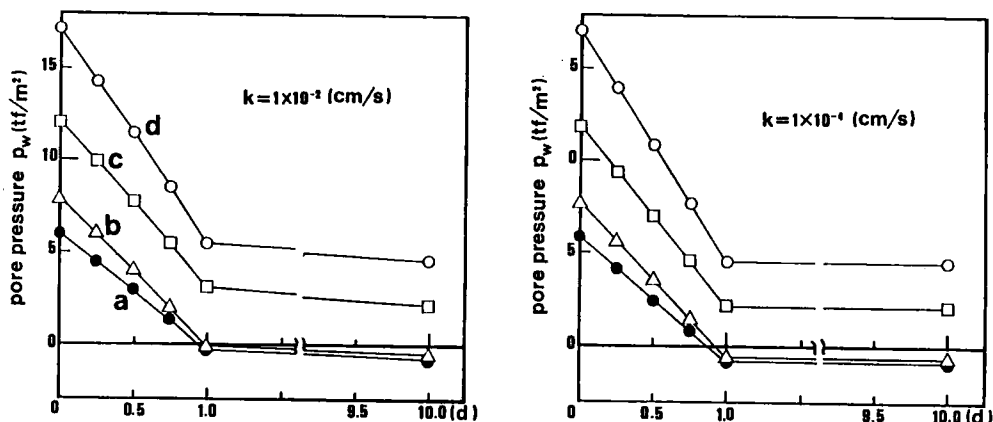 pore pressure p_w (tf/m²)
15
10
5
0
k=1×10⁻² (cm/s)
d
c
b
a
0
0.5
1.0
9.5
10.0 (d)
pore pressure p_w (tf/m²)
5
0
5
k=1×10⁻⁴ (cm/s)
0
0.5
1.0
9.5
10.0 (d)